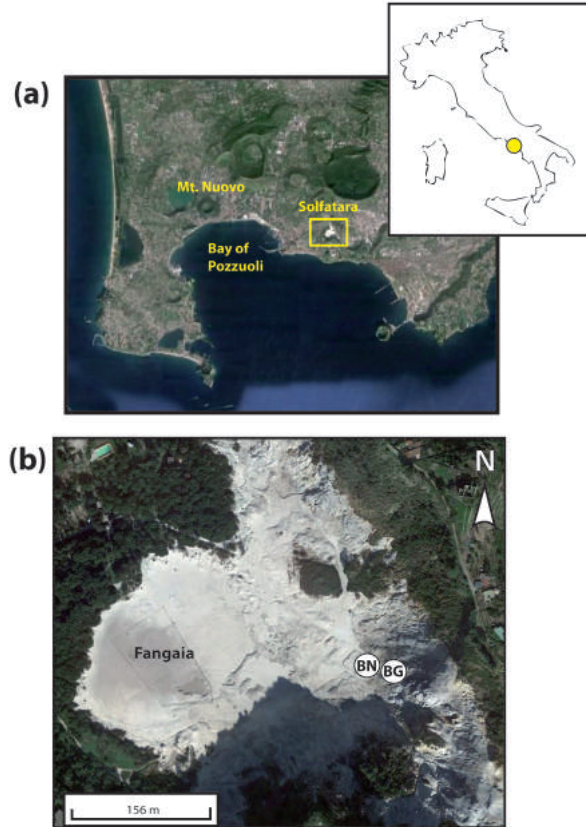 (a)
Mt. Nuovo
Solfatara
Bay of
Pozzuoli
(b)
N
Fangaia
BN
BG
156 m